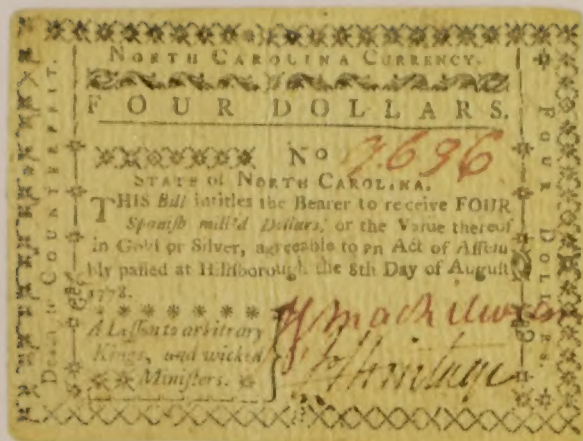 NORTH CAROLINA CURRENCY.
FOUR DOLLARS.
No 7696
STATE of NORTH CAROLINA.
THIS Bill intitles the Bearer to receive FOUR
Spaniſh mill'd Dollars, or the Value thereof
in Gold or Silver, agreeable to an Act of Aſſem
bly paſſed at Hillſborough the 8th Day of Auguſt
1778.
A Leſſon to arbitrary
Kings, and wicked
Miniſters.
Death to COUNTERFEIT.
FOUR DOLLARS.